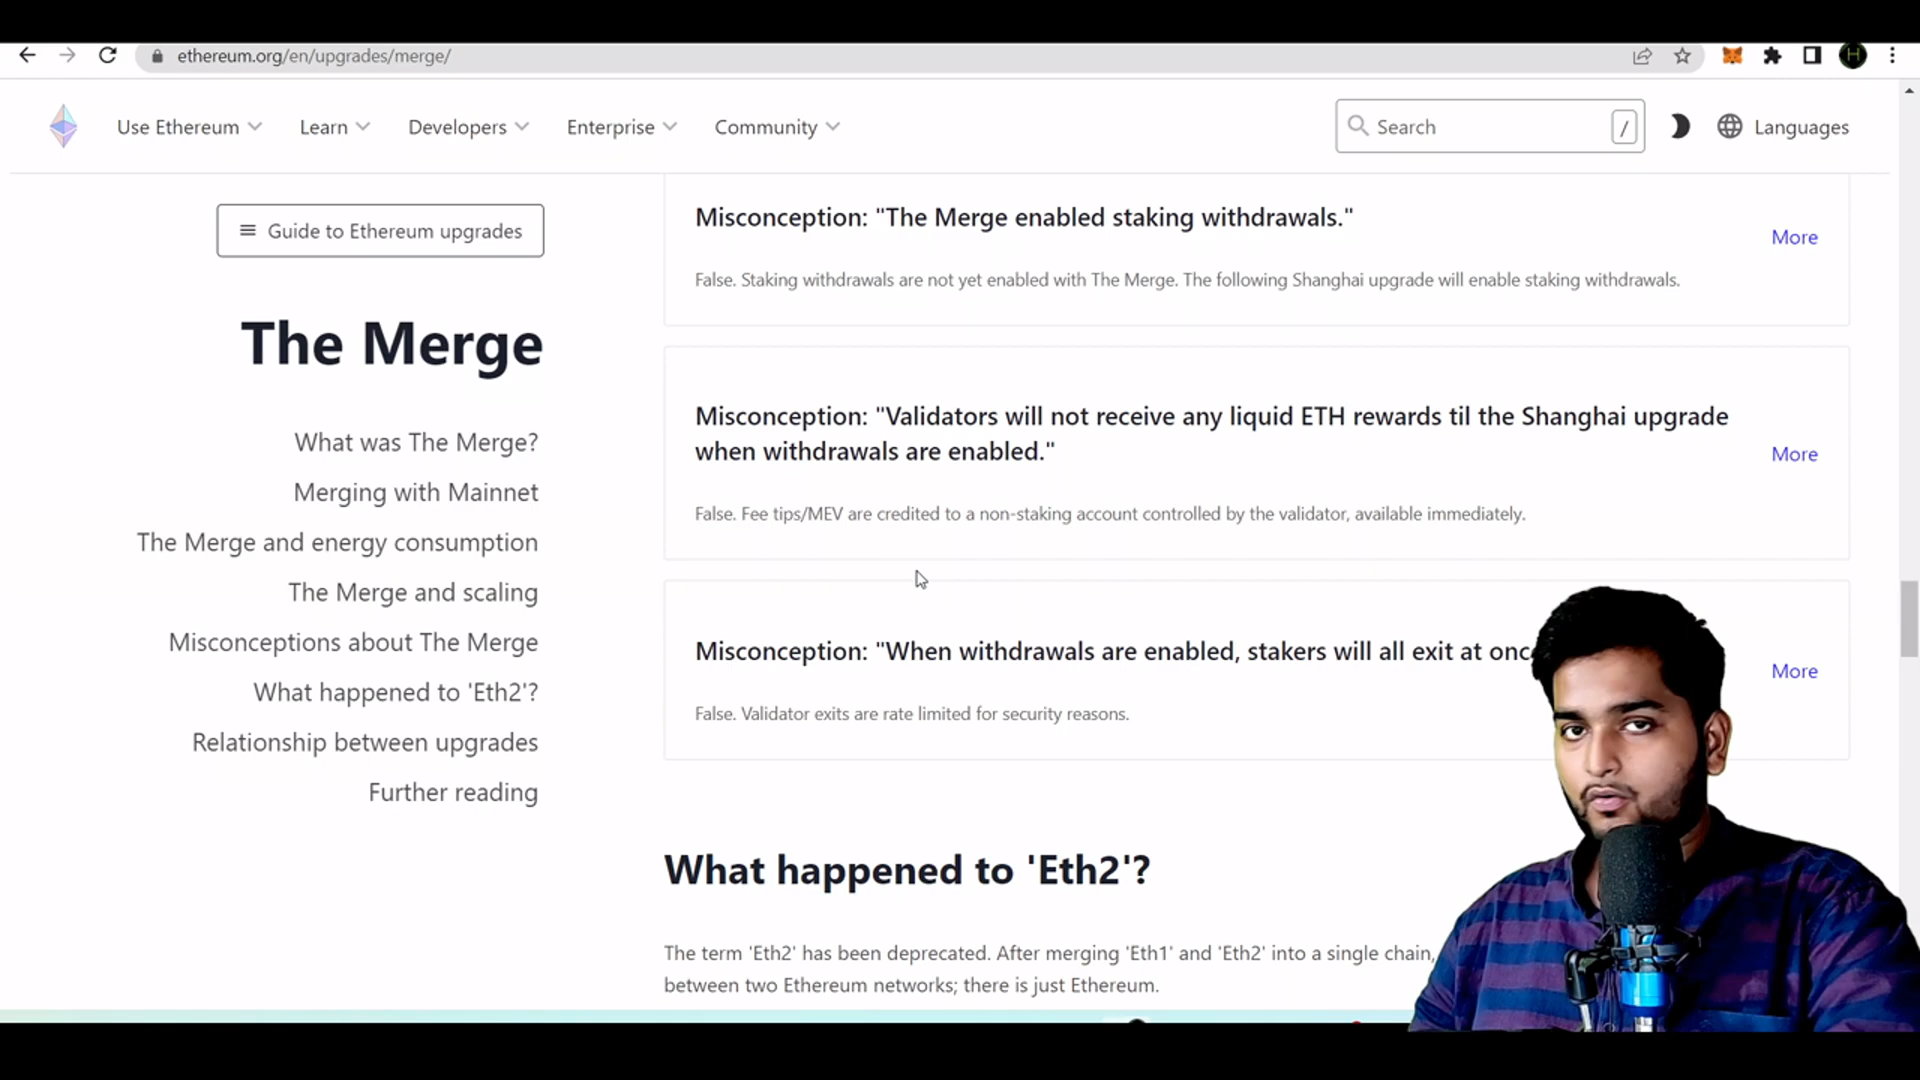 ethereum.org/en/upgrades/merge/
H
Use Ethereum
Learn
Developers
Enterprise
Community
Search
/
Languages
Guide to Ethereum upgrades
The Merge
What was The Merge?
Merging with Mainnet
The Merge and energy consumption
The Merge and scaling
Misconceptions about The Merge
What happened to 'Eth2'?
Relationship between upgrades
Further reading
Misconception: "The Merge enabled staking withdrawals."
More
False. Staking withdrawals are not yet enabled with The Merge. The following Shanghai upgrade will enable staking withdrawals.
Misconception: "Validators will not receive any liquid ETH rewards til the Shanghai upgrade
when withdrawals are enabled."
More
False. Fee tips/MEV are credited to a non-staking account controlled by the validator, available immediately.
Misconception: "When withdrawals are enabled, stakers will all exit at
More
False. Validator exits are rate limited for security reasons.
What happened to 'Eth2'?
The term 'Eth2' has been deprecated. After merging 'Eth1' and 'Eth2' into a single chain,
between two Ethereum networks; there is just Ethereum.